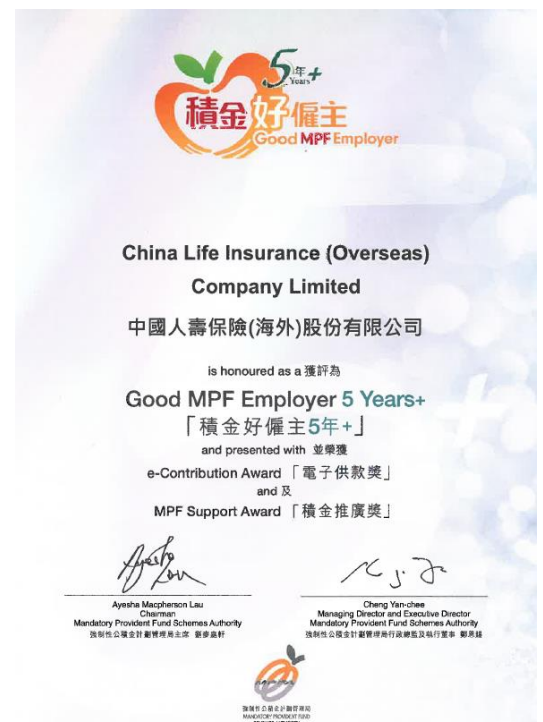 5年+
Years
積金好僱主
Good MPF Employer
China Life Insurance (Overseas)
Company Limited
中國人壽保險(海外)股份有限公司
is honoured as a 獲評為
Good MPF Employer 5 Years+
「積金好僱主5年+」
and presented with 並榮獲
e-Contribution Award 「電子供款獎」
and 及
MPF Support Award 「積金推廣獎」
Ayesha Lau
Ayesha Macpherson Lau
Chairman
Mandatory Provident Fund Schemes Authority
強制性公積金計劃管理局主席 劉麥嘉軒
Cheng Yan-chee
Managing Director and Executive Director
Mandatory Provident Fund Schemes Authority
強制性公積金計劃管理局行政總監及執行董事 鄭恩賜
強制性公積金計劃管理局
MANDATORY PROVIDENT FUND